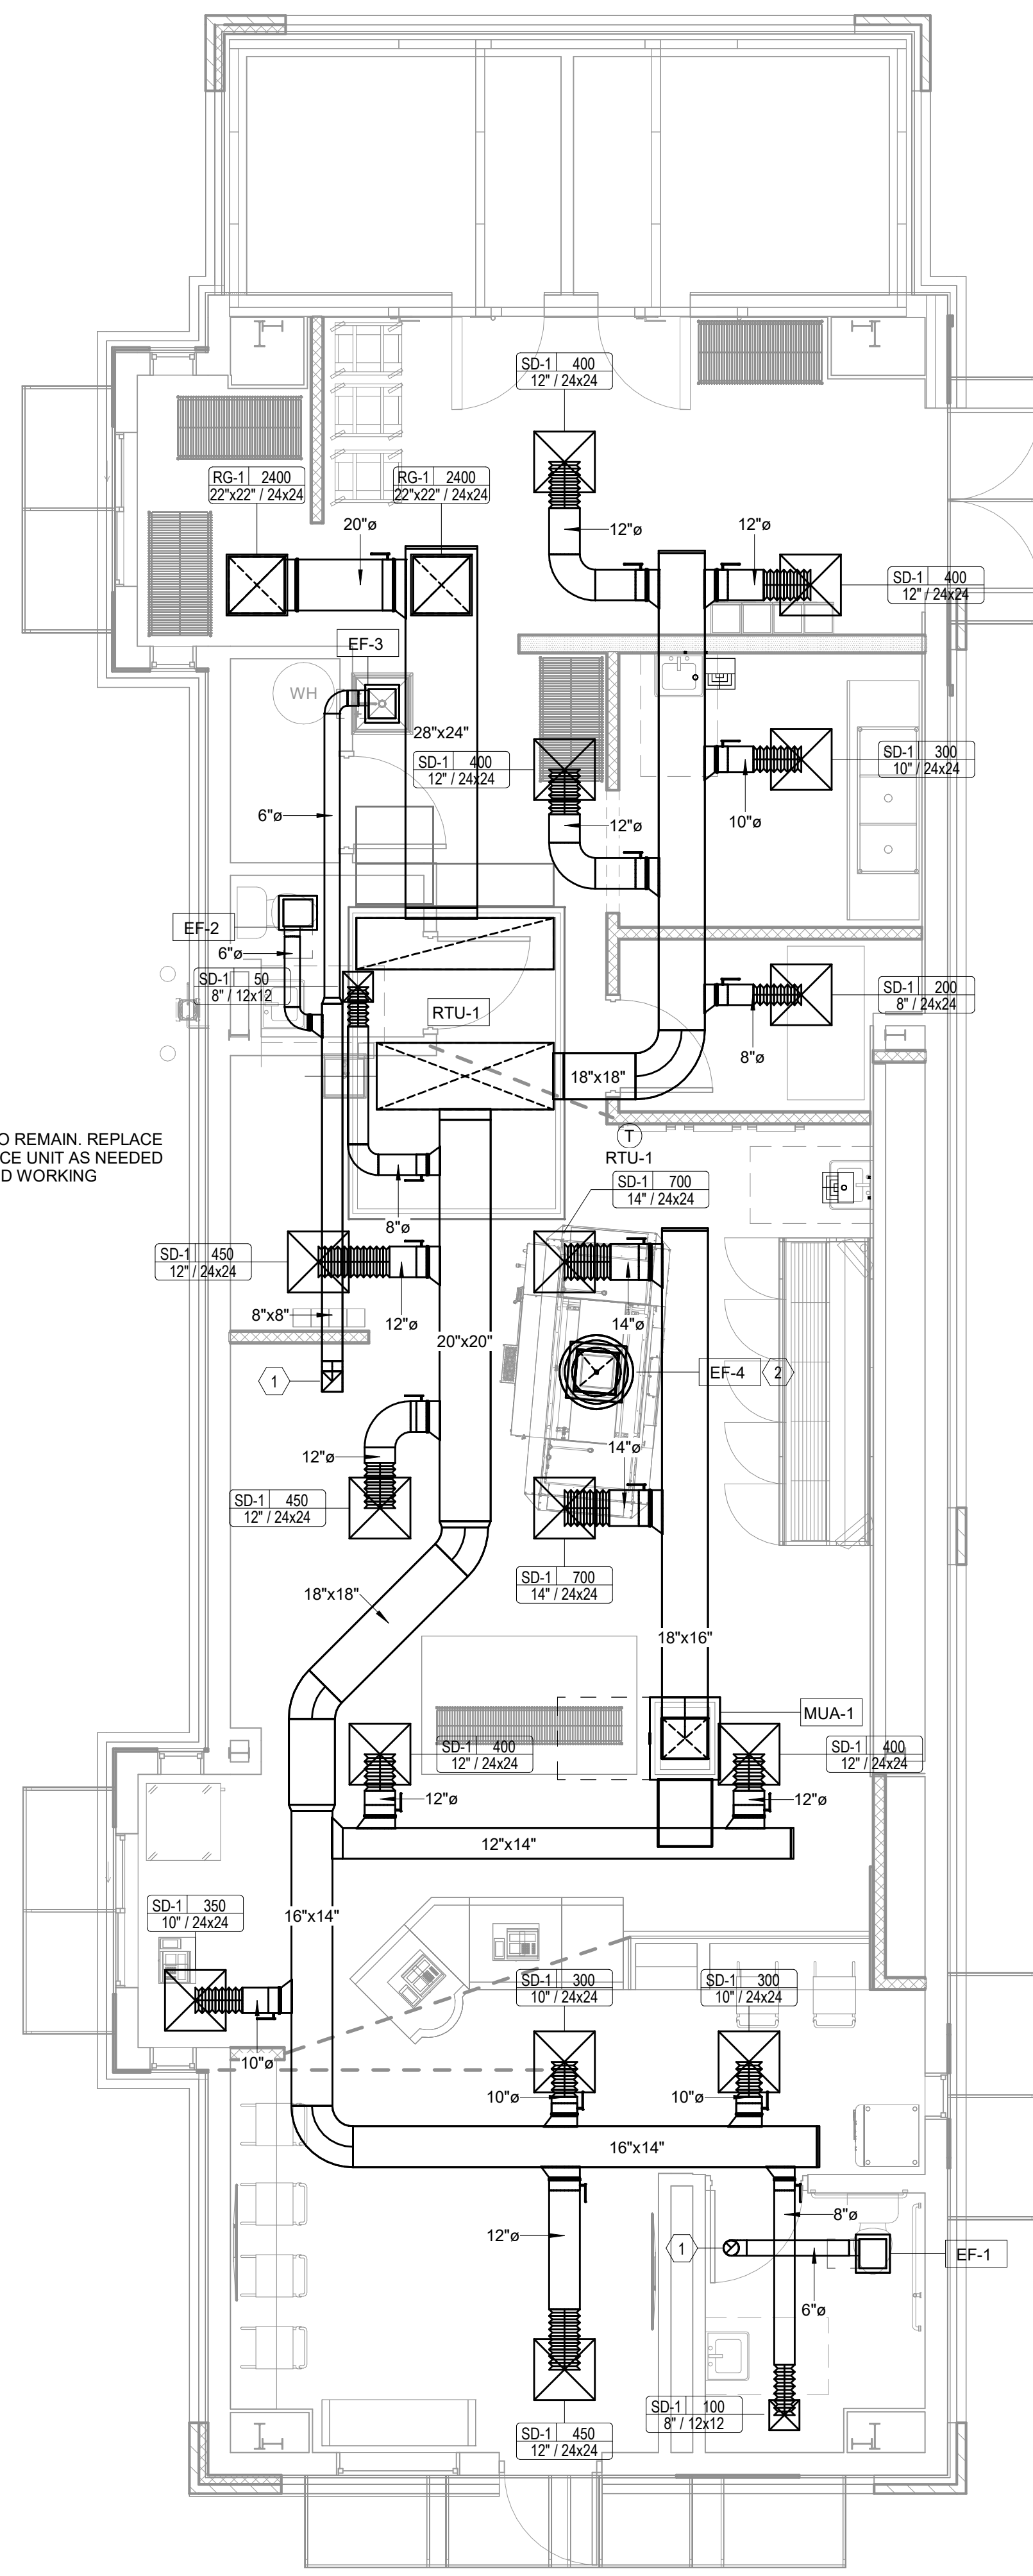 SD-1 400
12" / 24x24
RG-1 2400
22"x22" / 24x24
RG-1 2400
22"x22" / 24x24
20"ø
12"ø
12"ø
SD-1 400
12" / 24x24
EF-3
WH
28"x24"
SD-1 400
12" / 24x24
SD-1 300
10" / 24x24
6"ø
12"ø
10"ø
EF-2
6"ø
SD-1 50
8" / 12x12
RTU-1
SD-1 200
8" / 24x24
8"ø
18"x18"
O REMAIN. REPLACE
CE UNIT AS NEEDED
D WORKING
T
RTU-1
SD-1 700
14" / 24x24
8"ø
SD-1 450
12" / 24x24
8"x8"
12"ø
14"ø
20"x20"
1
EF-4
2
14"ø
12"ø
SD-1 450
12" / 24x24
SD-1 700
14" / 24x24
18"x18"
18"x16"
MUA-1
SD-1 400
12" / 24x24
SD-1 400
12" / 24x24
12"ø
12"ø
12"x14"
SD-1 350
10" / 24x24
16"x14"
SD-1 300
10" / 24x24
SD-1 300
10" / 24x24
10"ø
10"ø
10"ø
16"x14"
8"ø
12"ø
1
EF-1
6"ø
SD-1 100
8" / 12x12
SD-1 450
12" / 24x24